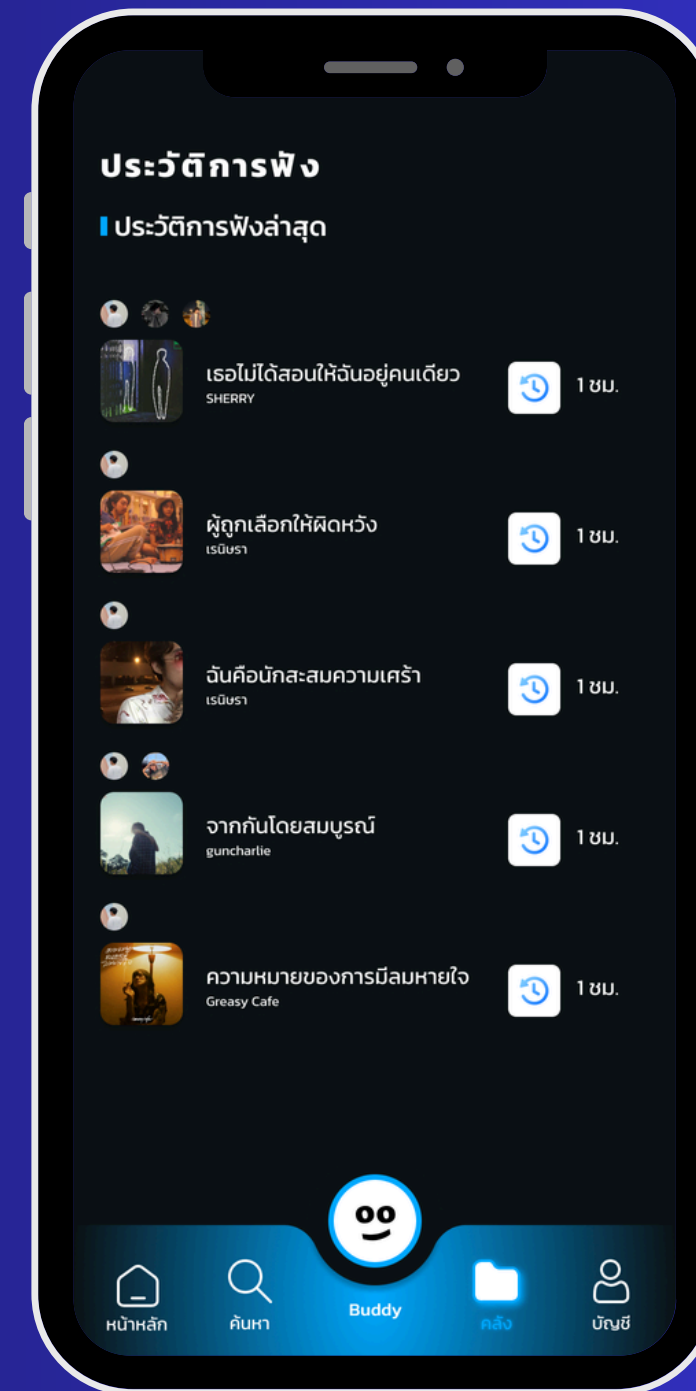 ประวัติการฟัง
ประวัติการฟังล่าสุด
เธอไม่ได้สอนให้ฉันอยู่คนเดียว
SHERRY
1 ชม.
ผู้ถูกเลือกให้ผิดหวัง
เรนิษรา
1 ชม.
ฉันคือนักสะสมความเศร้า
เรนิษรา
1 ชม.
จากกันโดยสมบูรณ์
guncharlie
1 ชม.
ความหมายของการมีลมหายใจ
Greasy Cafe
1 ชม.
หน้าหลัก
ค้นหา
Buddy
คลัง
บัญชี